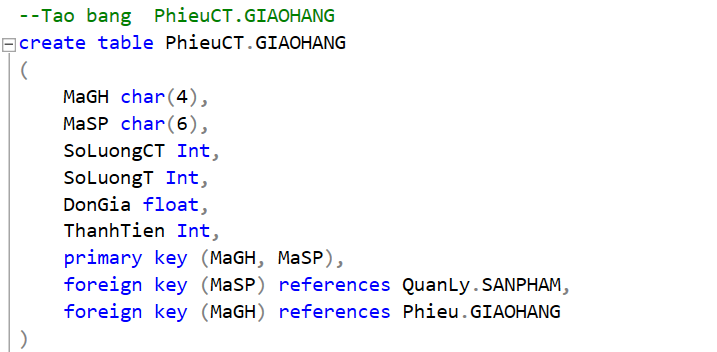 --Tao bang  PhieuCT.GIAOHANG
create table PhieuCT.GIAOHANG
(
MaGH char(4),
MaSP char(6),
SoLuongCT Int,
SoLuongT Int,
DonGia float,
ThanhTien Int,
primary key (MaGH, MaSP),
foreign key (MaSP) references QuanLy.SANPHAM,
foreign key (MaGH) references Phieu.GIAOHANG
)